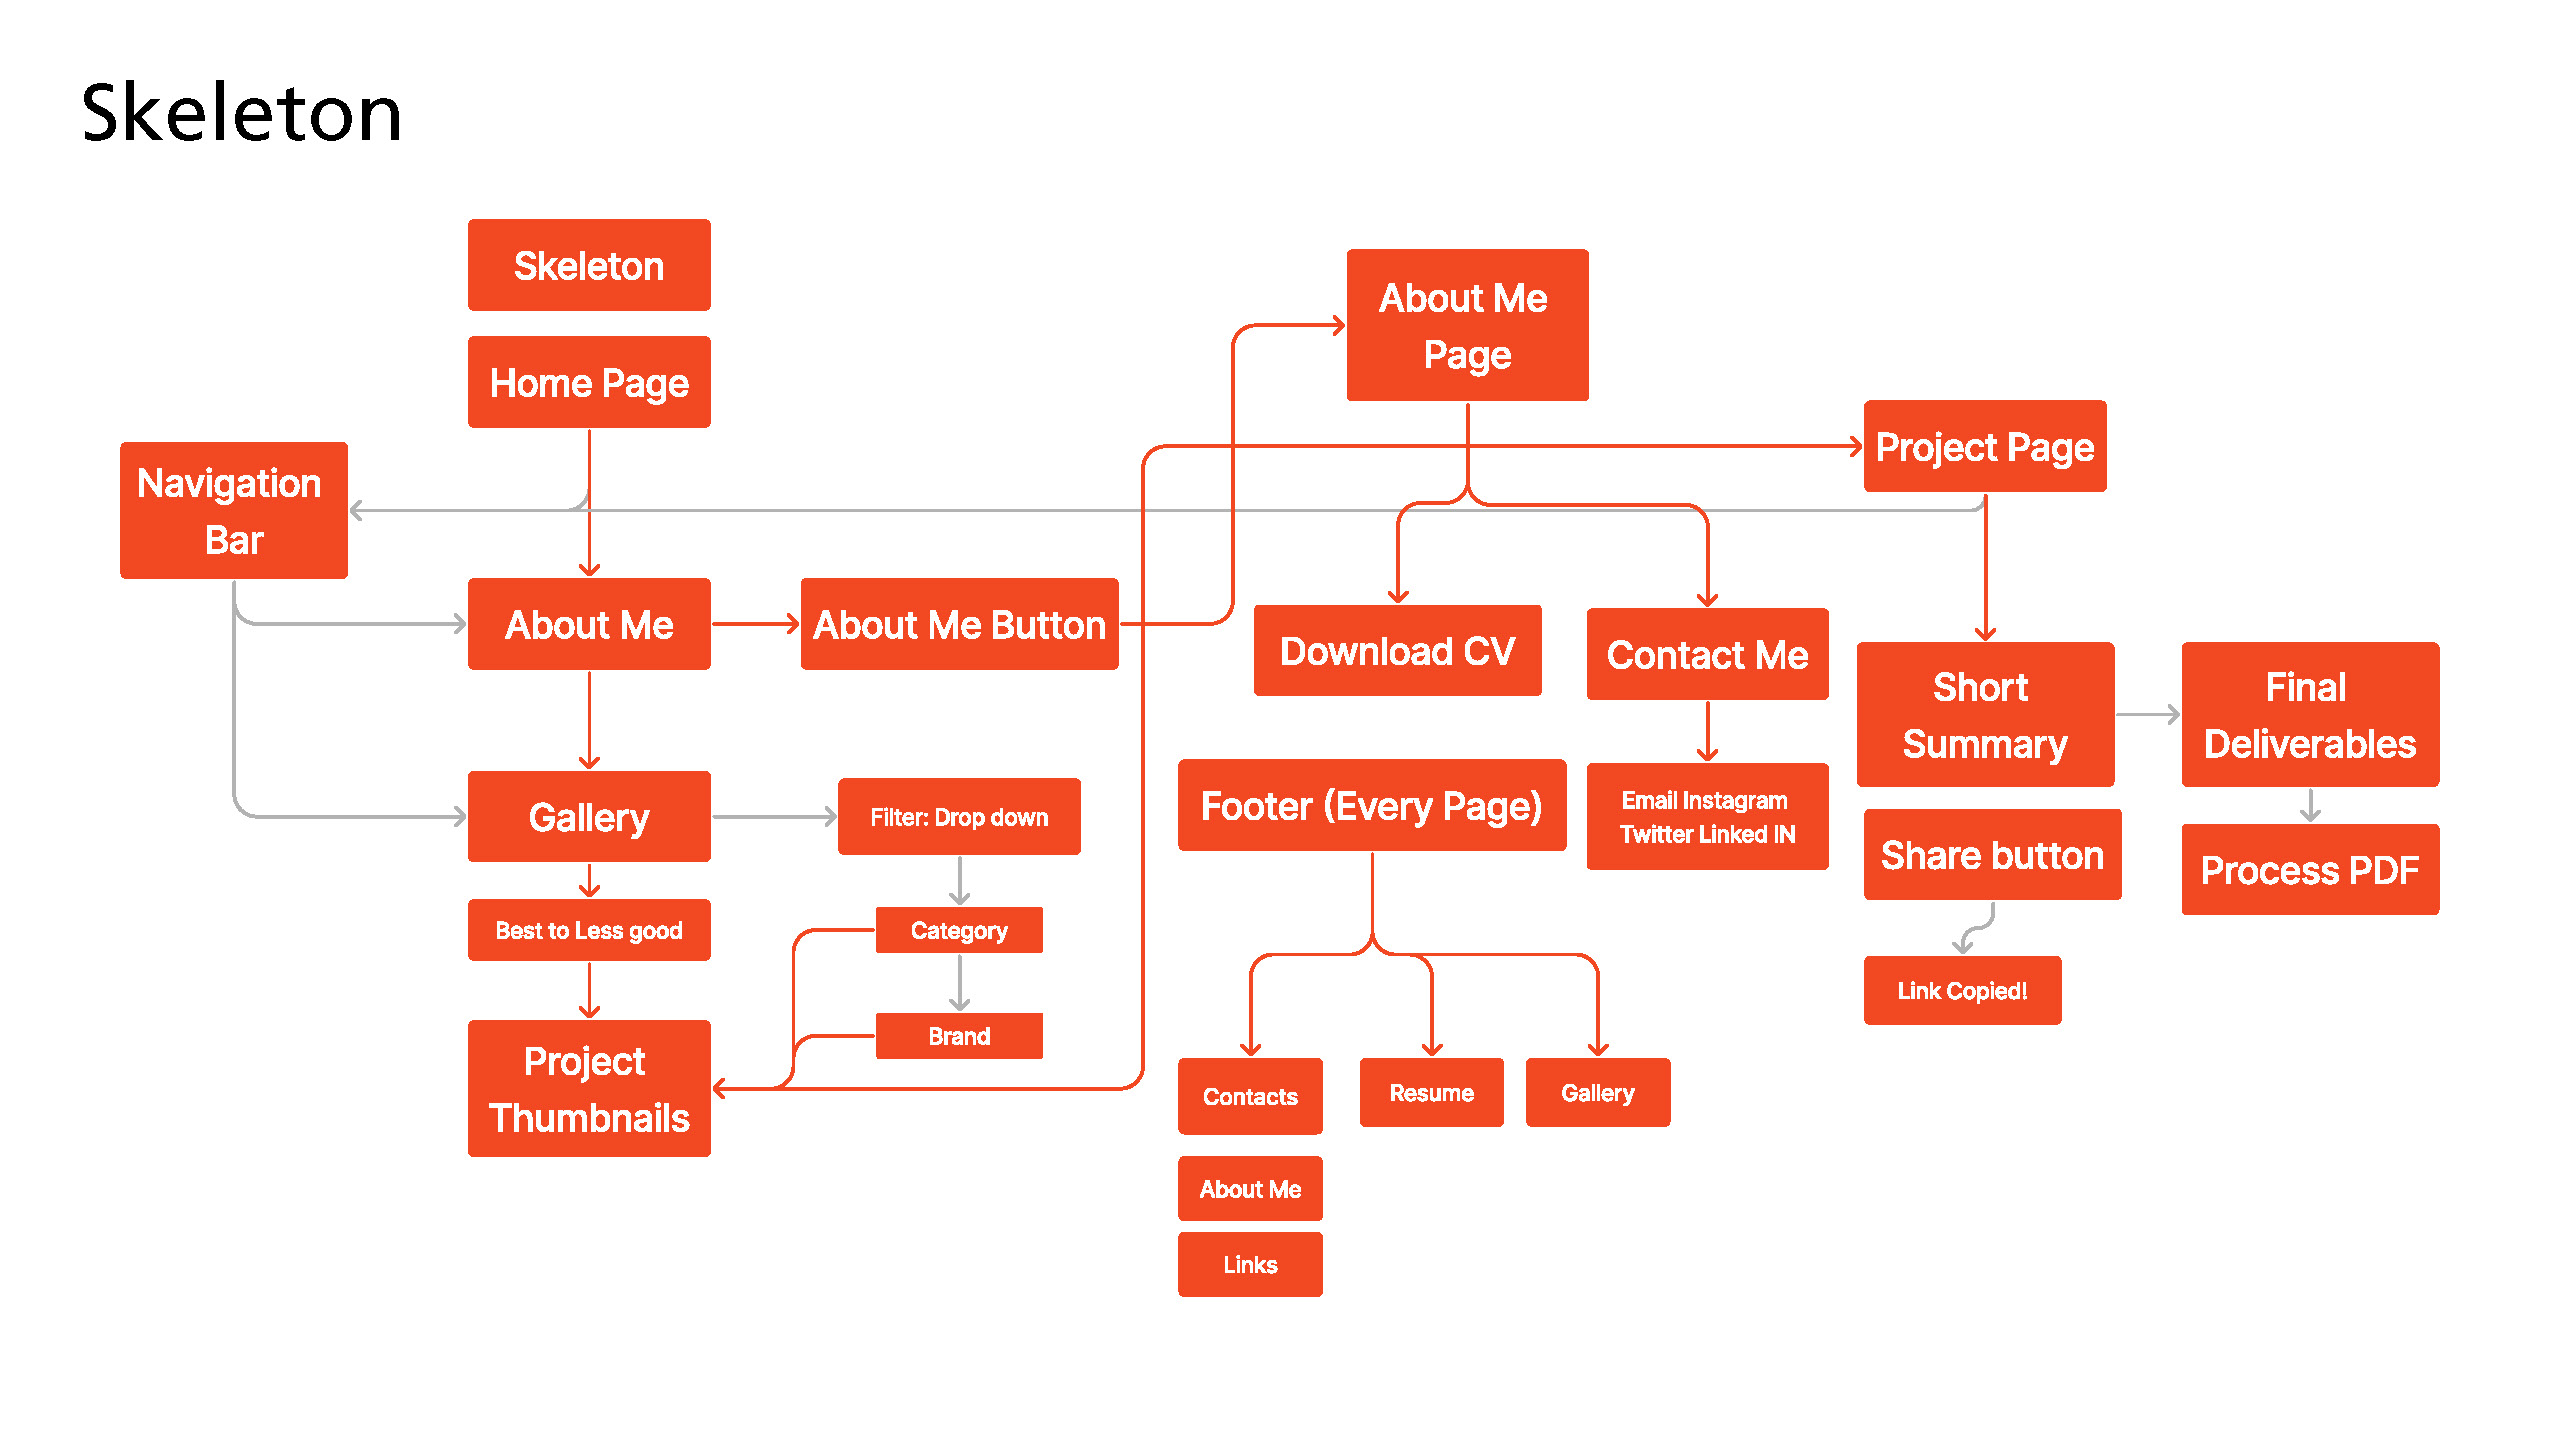 Skeleton
Skeleton
Home Page
Navigation
Bar
About Me
About Me Button
Gallery
Filter: Drop down
Best to Less good
Category
Brand
Project
Thumbnails
About Me
Page
Download CV
Contact Me
Email Instagram
Twitter Linked IN
Footer (Every Page)
Contacts
Resume
Gallery
About Me
Links
Project Page
Short
Summary
Final
Deliverables
Share button
Process PDF
Link Copied!